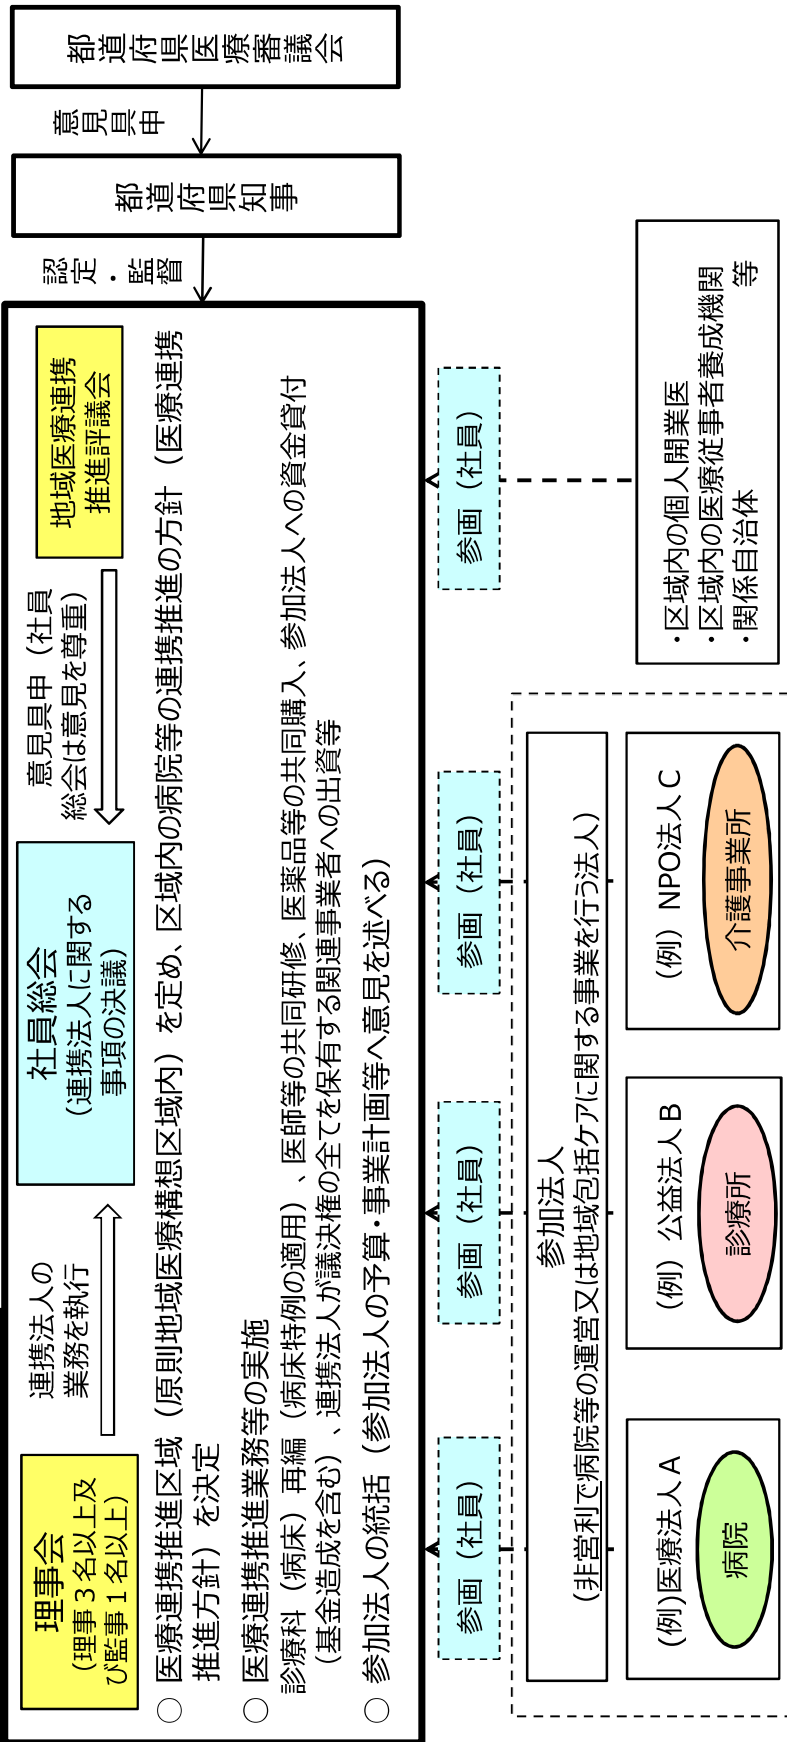 理事会
（理事３名以上及
び監事１名以上）
連携法人の
業務を執行
社員総会
（連携法人に関する
事項の決議）
意見具申（社員
総会は意見を尊重）
地域医療連携
推進評議会
認定・監督
都道府県知事
意見具申
都道府県医療審議会
○ 医療連携推進区域（原則地域医療構想区域内）を定め、区域内の病院等の連携推進の方針（医療連携
推進方針）を決定
○ 医療連携推進業務等の実施
診療科（病床）再編（病床特例の適用）、医師等の共同研修、医薬品等の共同購入、参加法人への資金貸付
（基金造成を含む）、連携法人が議決権の全てを保有する関連事業者への出資等
○ 参加法人の統括（参加法人の予算・事業計画等へ意見を述べる）
参画（社員）
参画（社員）
参画（社員）
参画（社員）
参加法人
（非営利で病院等の運営又は地域包括ケアに関する事業を行う法人）
（例）医療法人Ａ
病院
（例）公益法人Ｂ
診療所
（例）ＮＰＯ法人Ｃ
介護事業所
・区域内の個人開業医
・区域内の医療従事者養成機関
・関係自治体　等